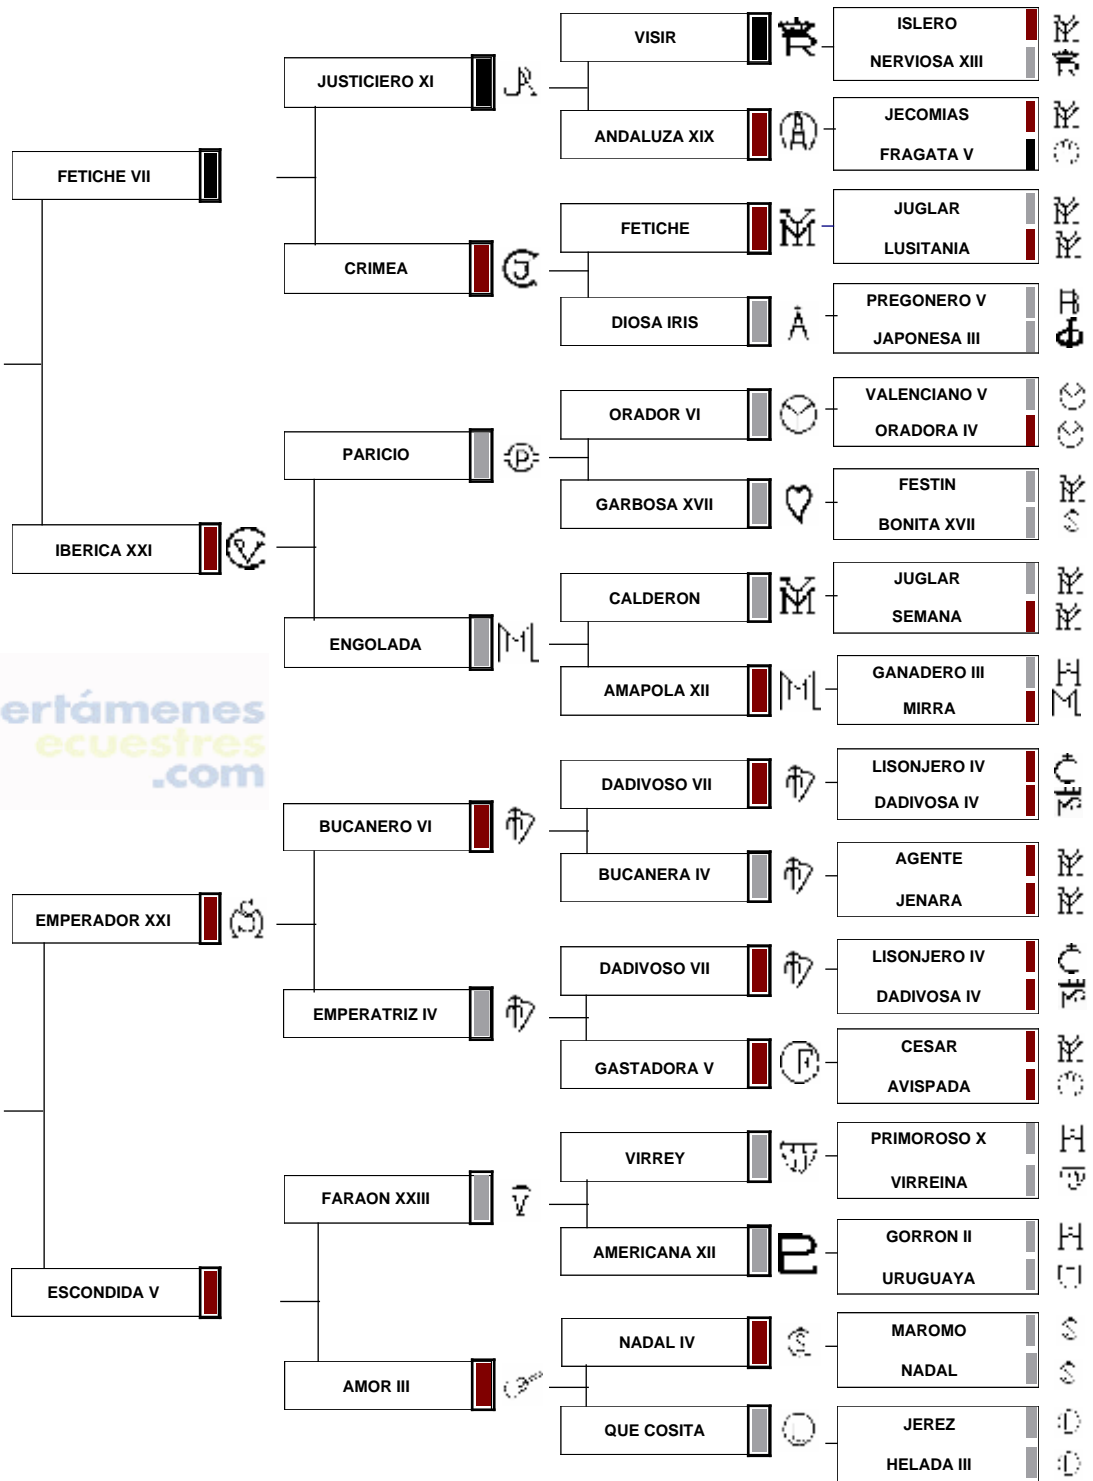 VISIR
ISLERO
NERVIOSA XIII
JUSTICIERO XI
ANDALUZA XIX
JECOMIAS
FRAGATA V
FETICHE VII
FETICHE
JUGLAR
LUSITANIA
CRIMEA
DIOSA IRIS
PREGONERO V
JAPONESA III
ORADOR VI
VALENCIANO V
ORADORA IV
PARICIO
GARBOSA XVII
FESTIN
BONITA XVII
IBERICA XXI
CALDERON
JUGLAR
SEMANA
ENGOLADA
AMAPOLA XII
GANADERO III
MIRRA
ertámenes
ecuestres
.com
DADIVOSO VII
LISONJERO IV
DADIVOSA IV
BUCANERO VI
BUCANERA IV
AGENTE
JENARA
EMPERADOR XXI
DADIVOSO VII
LISONJERO IV
DADIVOSA IV
EMPERATRIZ IV
GASTADORA V
CESAR
AVISPADA
VIRREY
PRIMOROSO X
VIRREINA
FARAON XXIII
AMERICANA XII
GORRON II
URUGUAYA
ESCONDIDA V
NADAL IV
MAROMO
NADAL
AMOR III
QUE COSITA
JEREZ
HELADA III